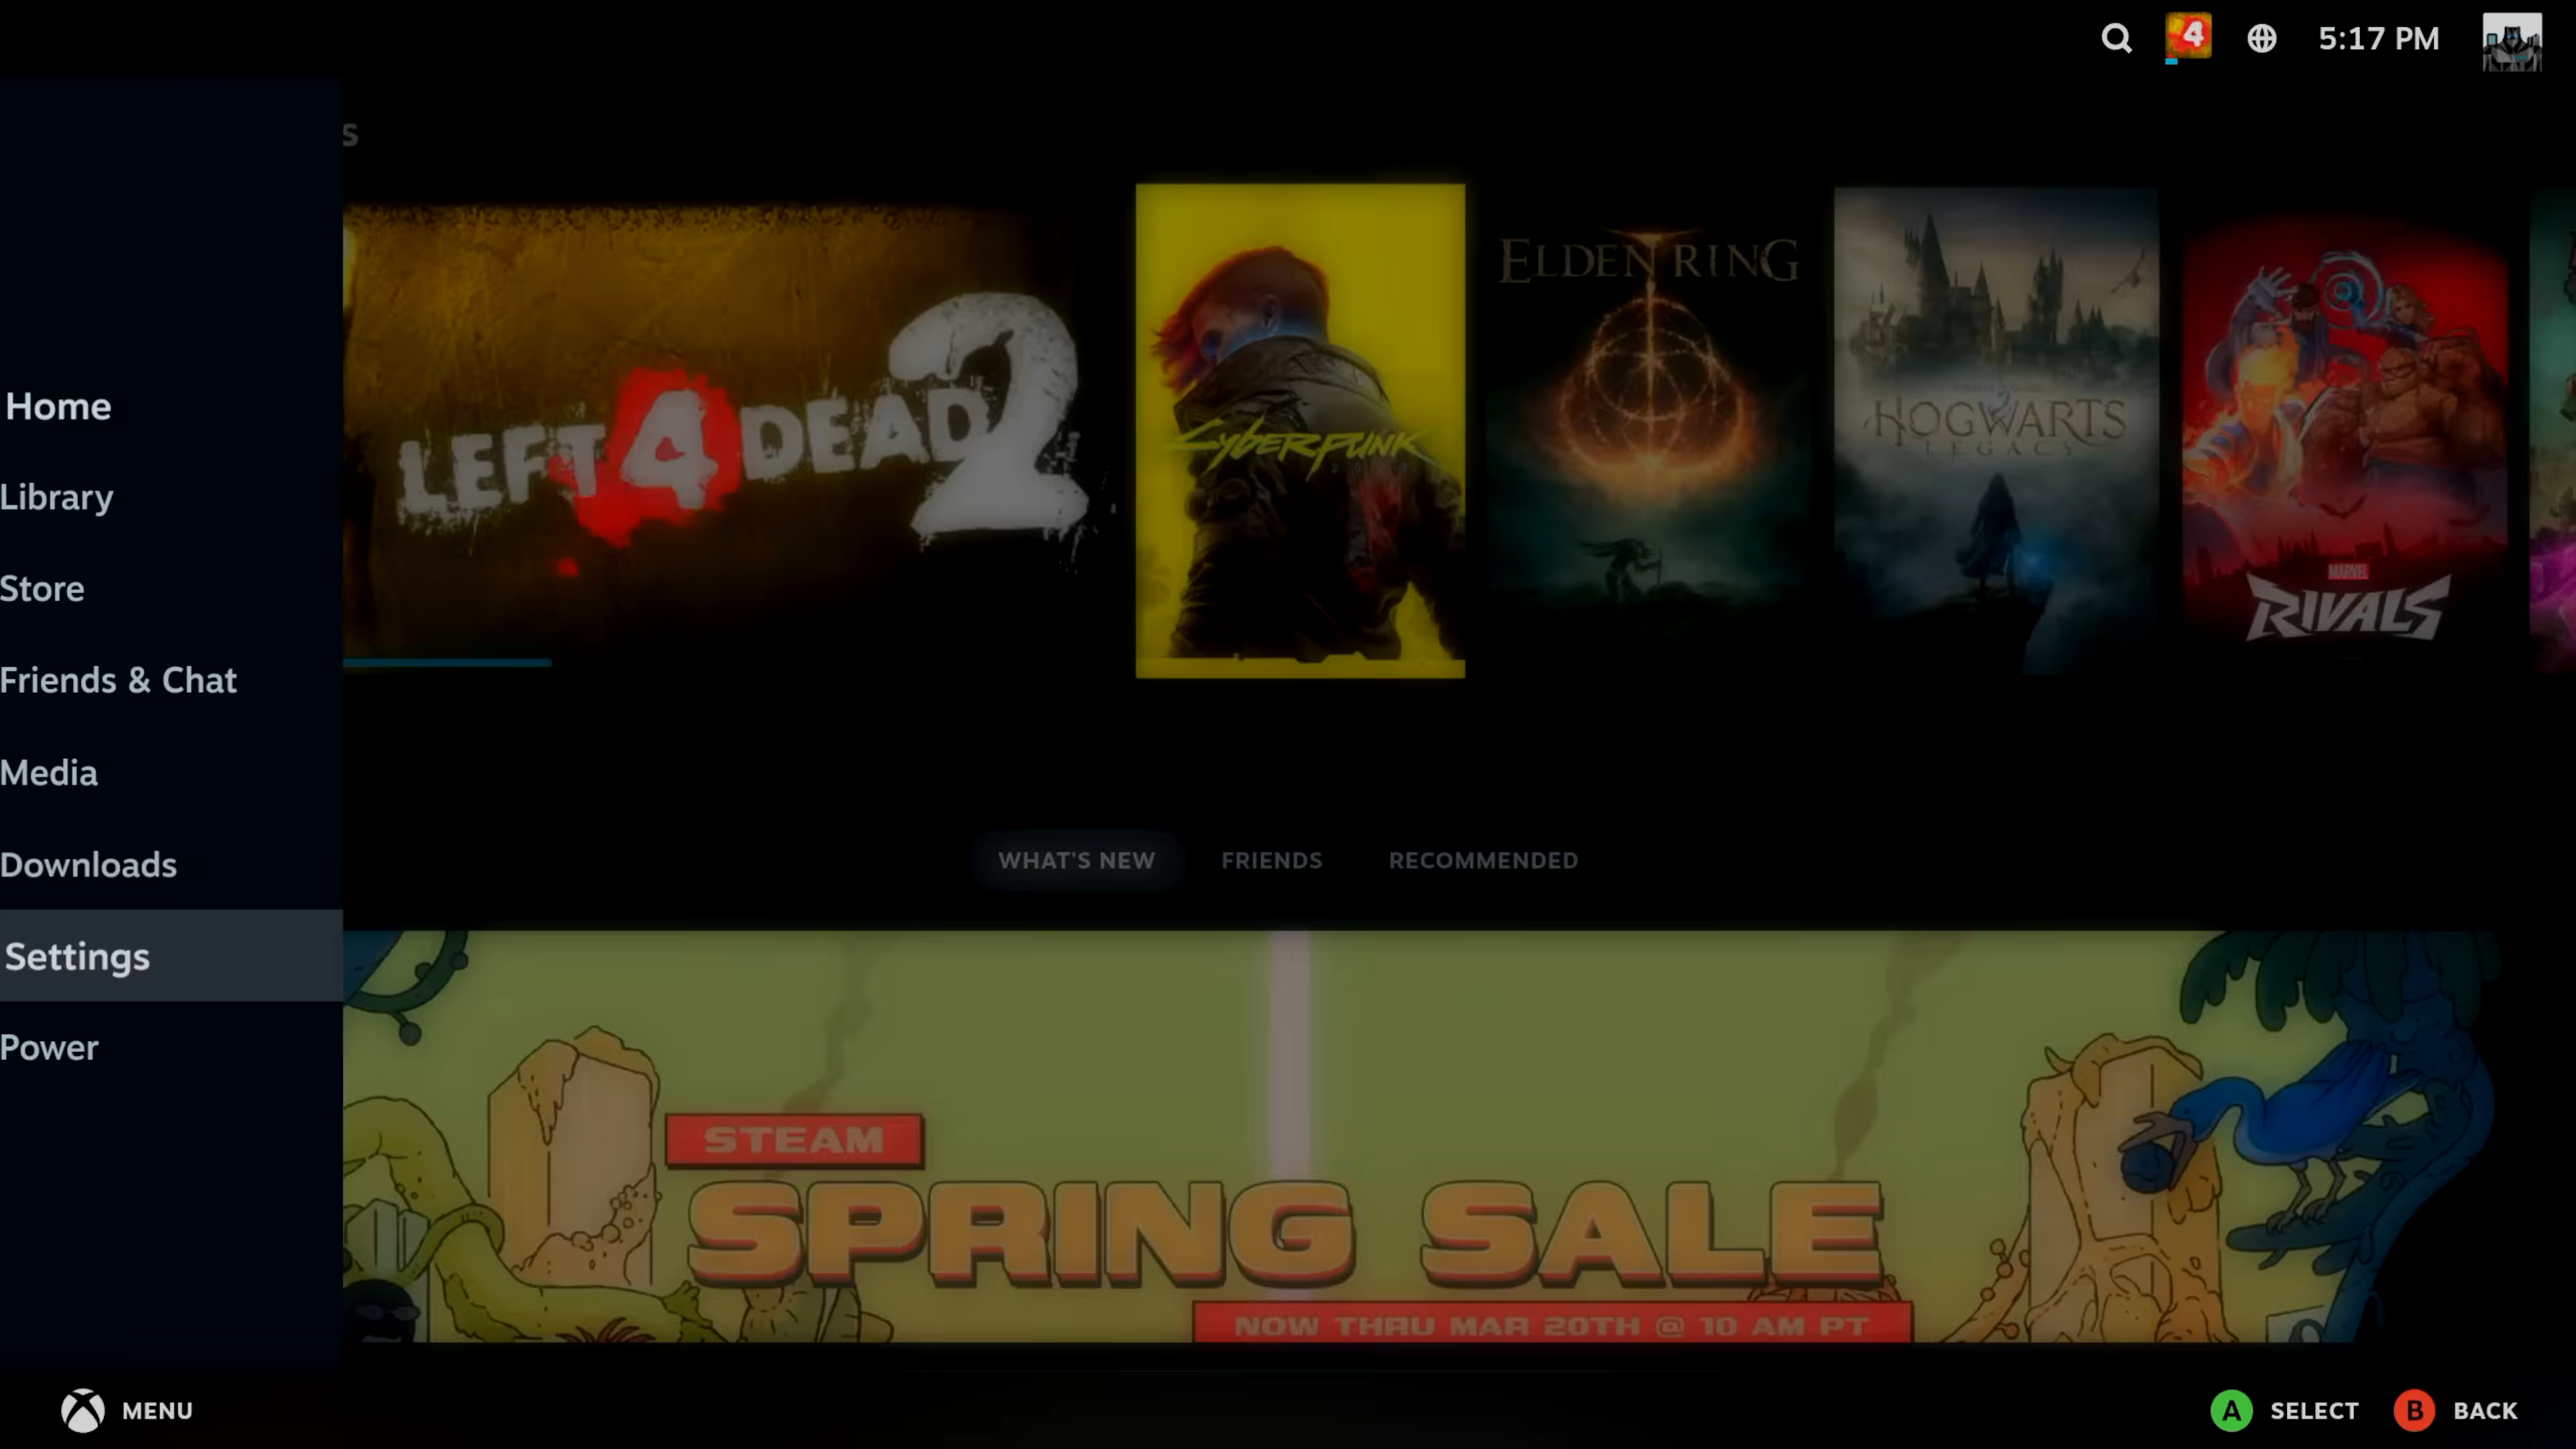 4
5:17 PM
s
Home
Library
Store
Friends & Chat
Media
Downloads
Settings
Power
LEFT 4 DEAD 2
CYBERPUNK
ELDEN RING
HOGWARTS
LEGACY
MARVEL
RIVALS
WHAT'S NEW
FRIENDS
RECOMMENDED
STEAM
SPRING SALE
NOW THRU MAR 20TH @ 10 AM PT
MENU
A SELECT
B BACK